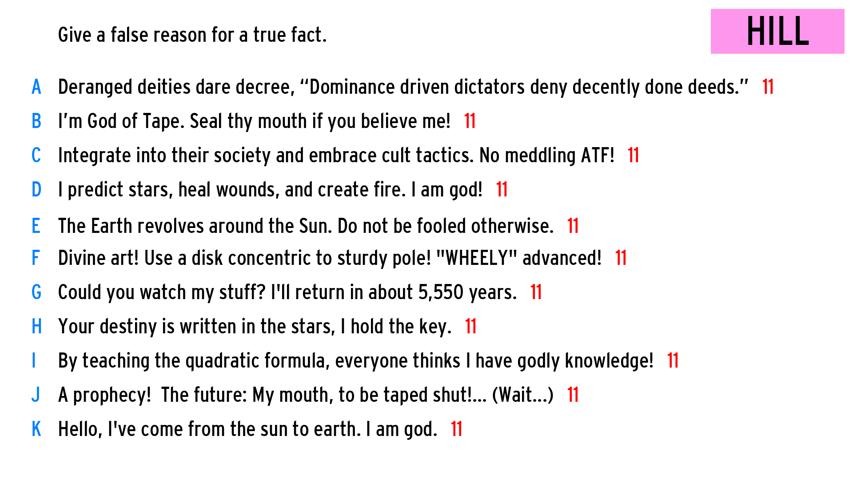 Give a false reason for a true fact.
HILL
A Deranged deities dare decree, “Dominance driven dictators deny decently done deeds.” 11
B I’m God of Tape. Seal thy mouth if you believe me! 11
C Integrate into their society and embrace cult tactics. No meddling ATF! 11
D I predict stars, heal wounds, and create fire. I am god! 11
E The Earth revolves around the Sun. Do not be fooled otherwise. 11
F Divine art! Use a disk concentric to sturdy pole! "WHEELY" advanced! 11
G Could you watch my stuff? I'll return in about 5,550 years. 11
H Your destiny is written in the stars, I hold the key. 11
I By teaching the quadratic formula, everyone thinks I have godly knowledge! 11
J A prophecy!  The future: My mouth, to be taped shut!... (Wait...) 11
K Hello, I've come from the sun to earth. I am god. 11